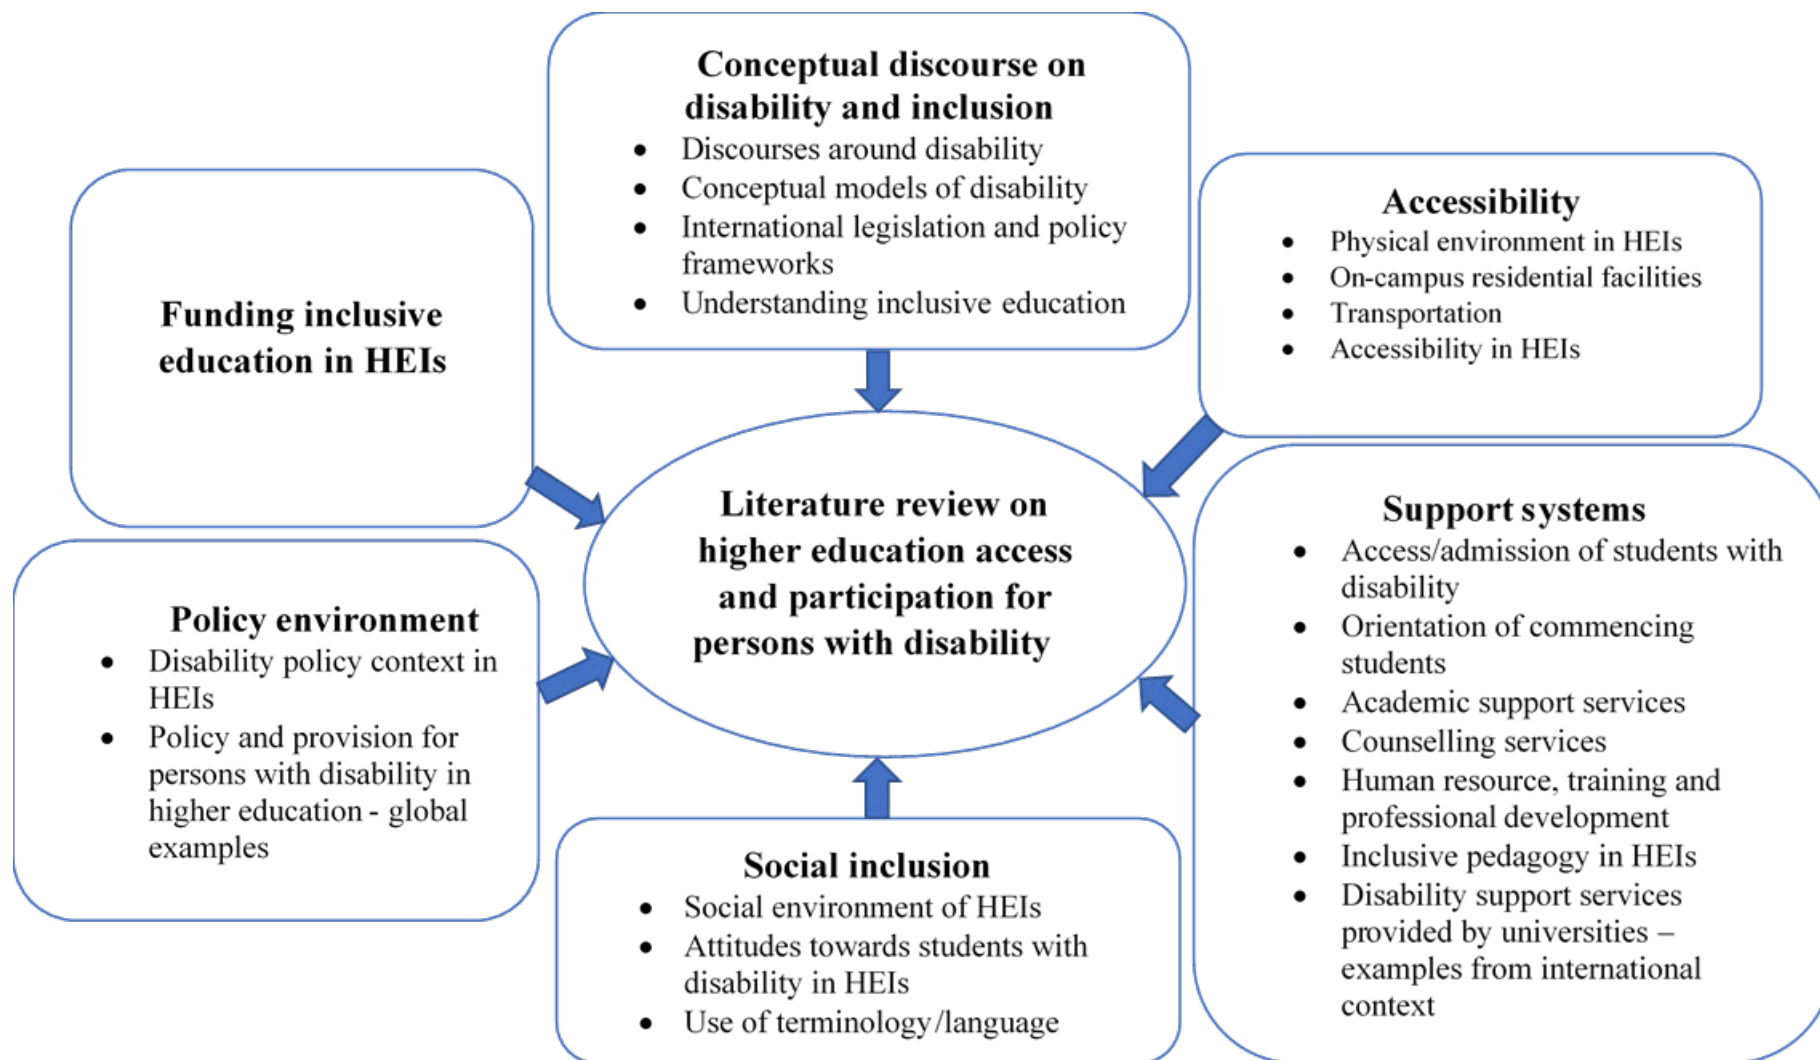 Conceptual discourse on
disability and inclusion
• Discourses around disability
• Conceptual models of disability
• International legislation and policy
frameworks
• Understanding inclusive education
Accessibility
• Physical environment in HEIs
• On-campus residential facilities
• Transportation
• Accessibility in HEIs
Funding inclusive
education in HEIs
Literature review on
higher education access
and participation for
persons with disability
Support systems
• Access/admission of students with
disability
• Orientation of commencing
students
• Academic support services
• Counselling services
• Human resource, training and
professional development
• Inclusive pedagogy in HEIs
• Disability support services
provided by universities –
examples from international
context
Policy environment
• Disability policy context in
HEIs
• Policy and provision for
persons with disability in
higher education - global
examples
Social inclusion
• Social environment of HEIs
• Attitudes towards students with
disability in HEIs
• Use of terminology/language